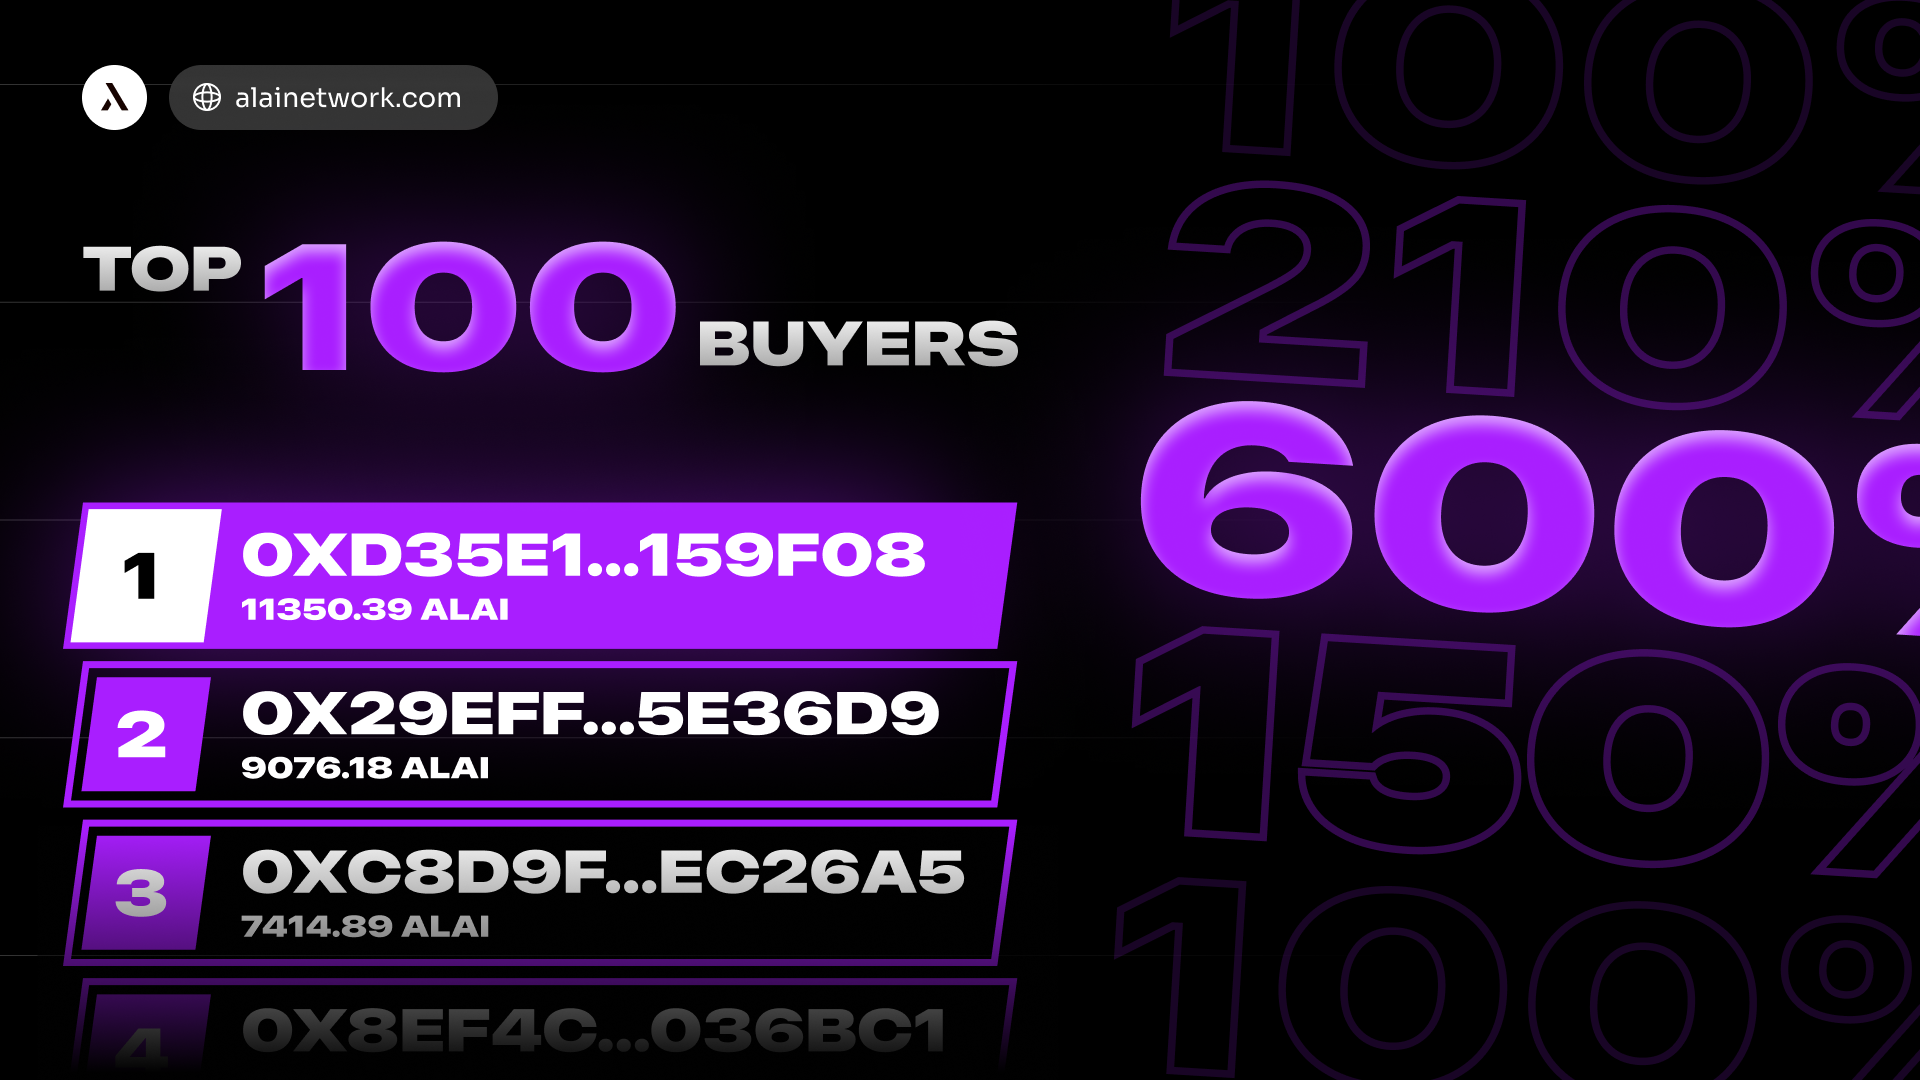 alainetwork.com
TOP 100 BUYERS
1
0XD35E1...159F08
11350.39 ALAI
2
0X29EFF...5E36D9
9076.18 ALAI
3
0XC8D9F...EC26A5
7414.89 ALAI
4
0X8EF4C...036BC1
100%
210%
600%
150%
100%